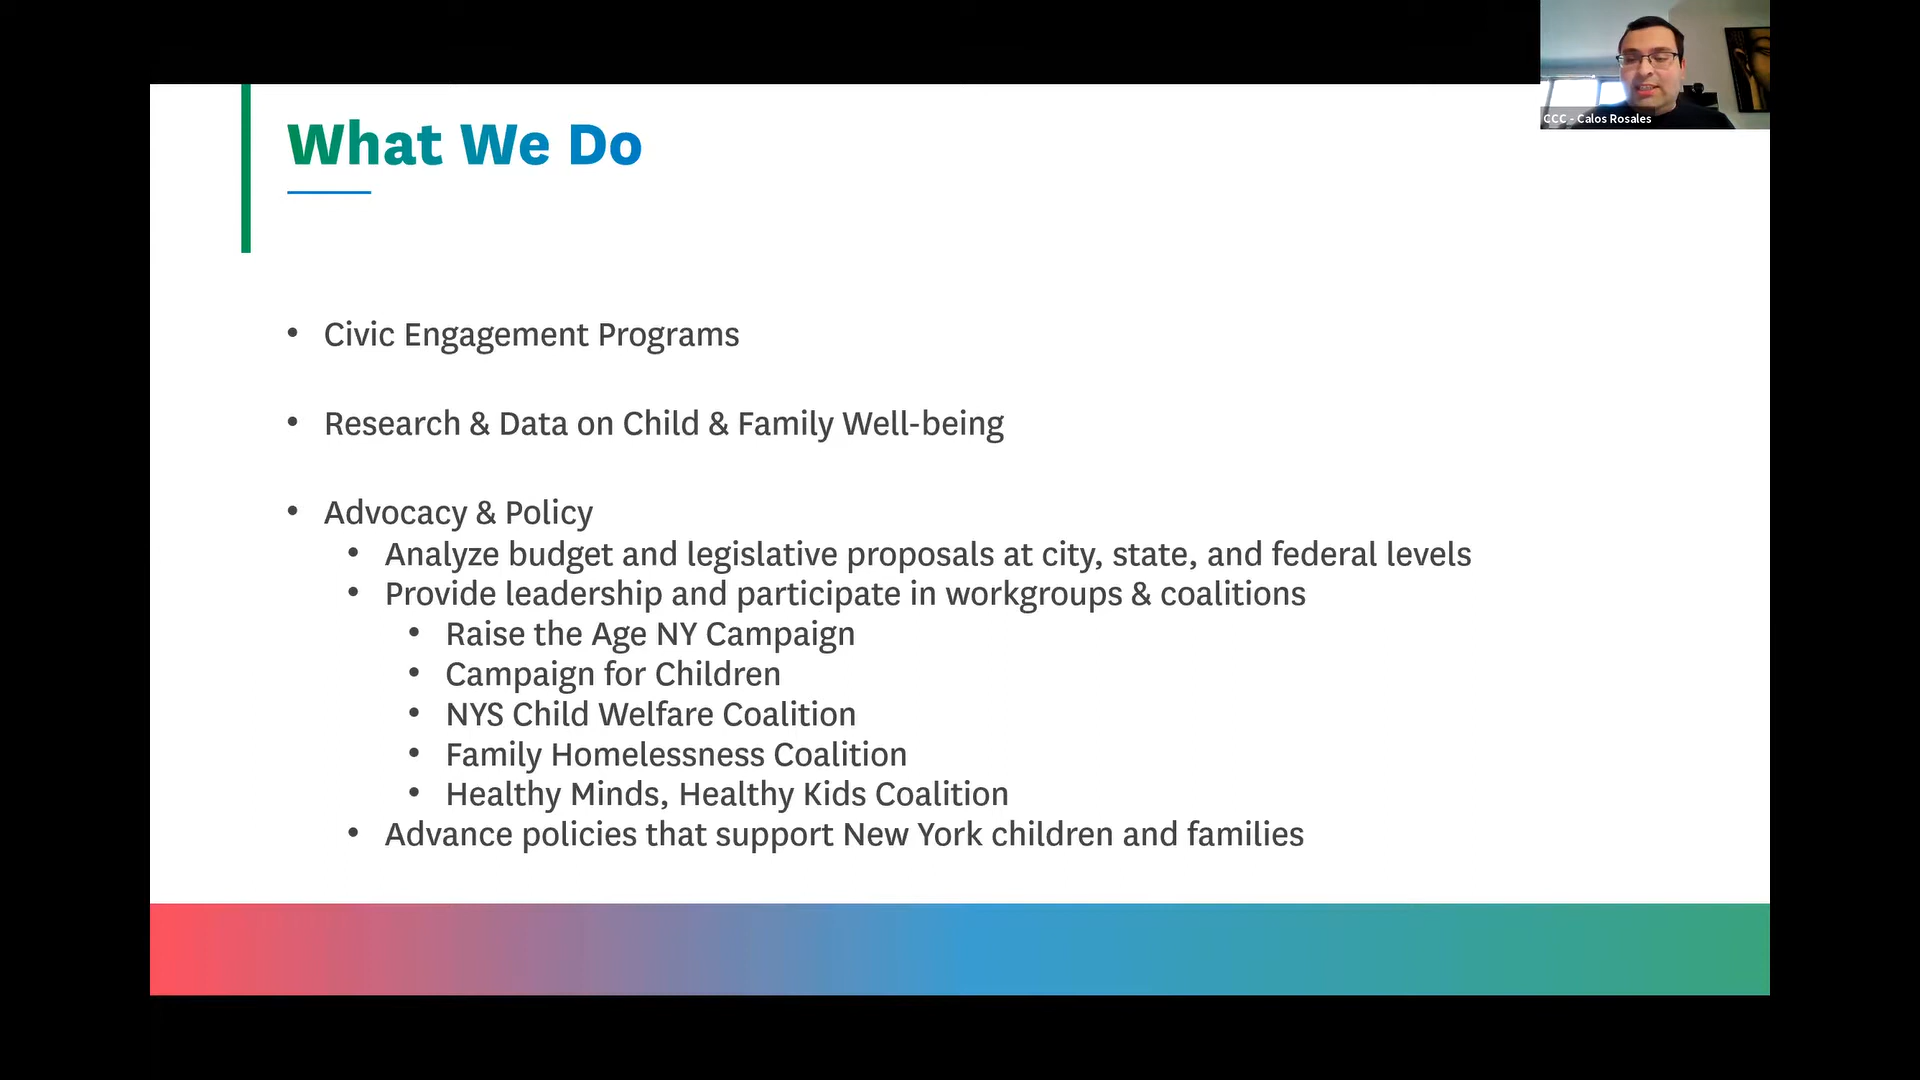 CCC - Calos Rosales
What We Do
• Civic Engagement Programs
• Research & Data on Child & Family Well-being
• Advocacy & Policy
• Analyze budget and legislative proposals at city, state, and federal levels
• Provide leadership and participate in workgroups & coalitions
• Raise the Age NY Campaign
• Campaign for Children
• NYS Child Welfare Coalition
• Family Homelessness Coalition
• Healthy Minds, Healthy Kids Coalition
• Advance policies that support New York children and families